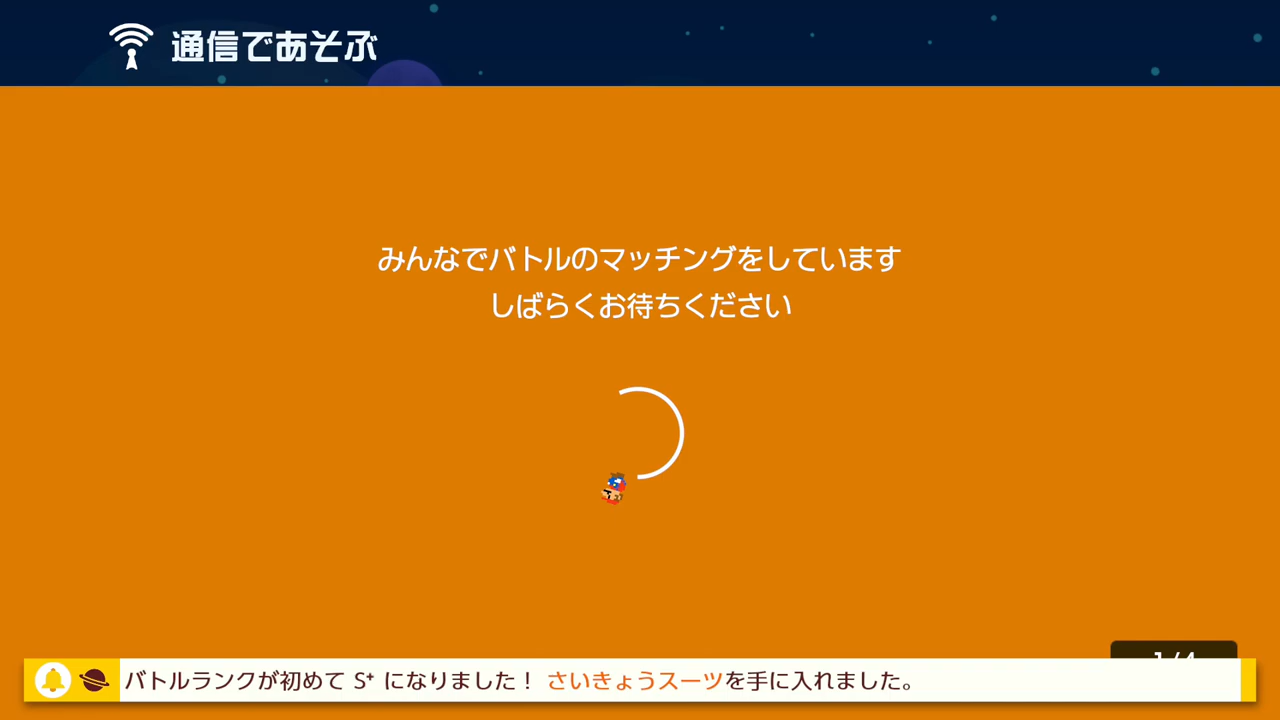 通信であそぶ
みんなでバトルのマッチングをしています
しばらくお待ちください
1/4
バトルランクが初めて S⁺ になりました！ さいきょうスーツを手に入れました。